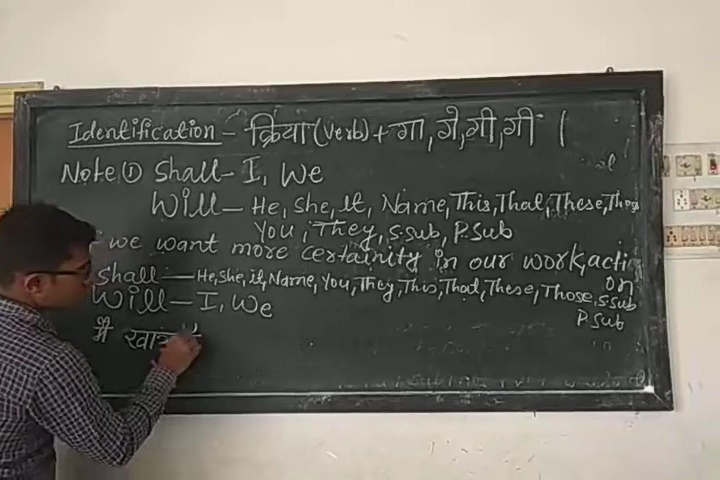 Identification - क्रिया (Verb) + गा, गे, गी, गीं |
Note ① Shall - I, We
Will - He, She, It, Name, This, That, These, Those
You, They, S.Sub, P.Sub
we want more certainity in our work, action
Shall - He, She, it, Name, You, They, This, That, These, Those, S.Sub
P Sub
Will - I, We
मैं